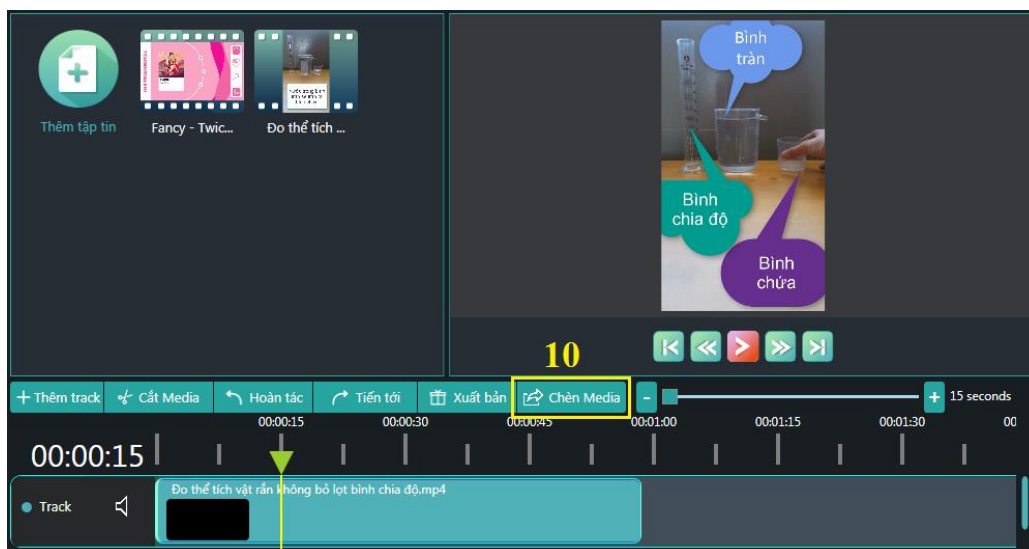 Bình
tràn
Bình
chia độ
Bình
chứa
Thêm tập tin
Fancy - Twic...
Đo thể tích ...
10
+ Thêm track
Cắt Media
Hoàn tác
Tiến tới
Xuất bản
Chèn Media
-
+
15 seconds
00:00:15
00:00:30
00:00:45
00:01:00
00:01:15
00:01:30
00
00:00:15
Track
Đo thể tích vật rắn không bỏ lọt bình chia độ.mp4